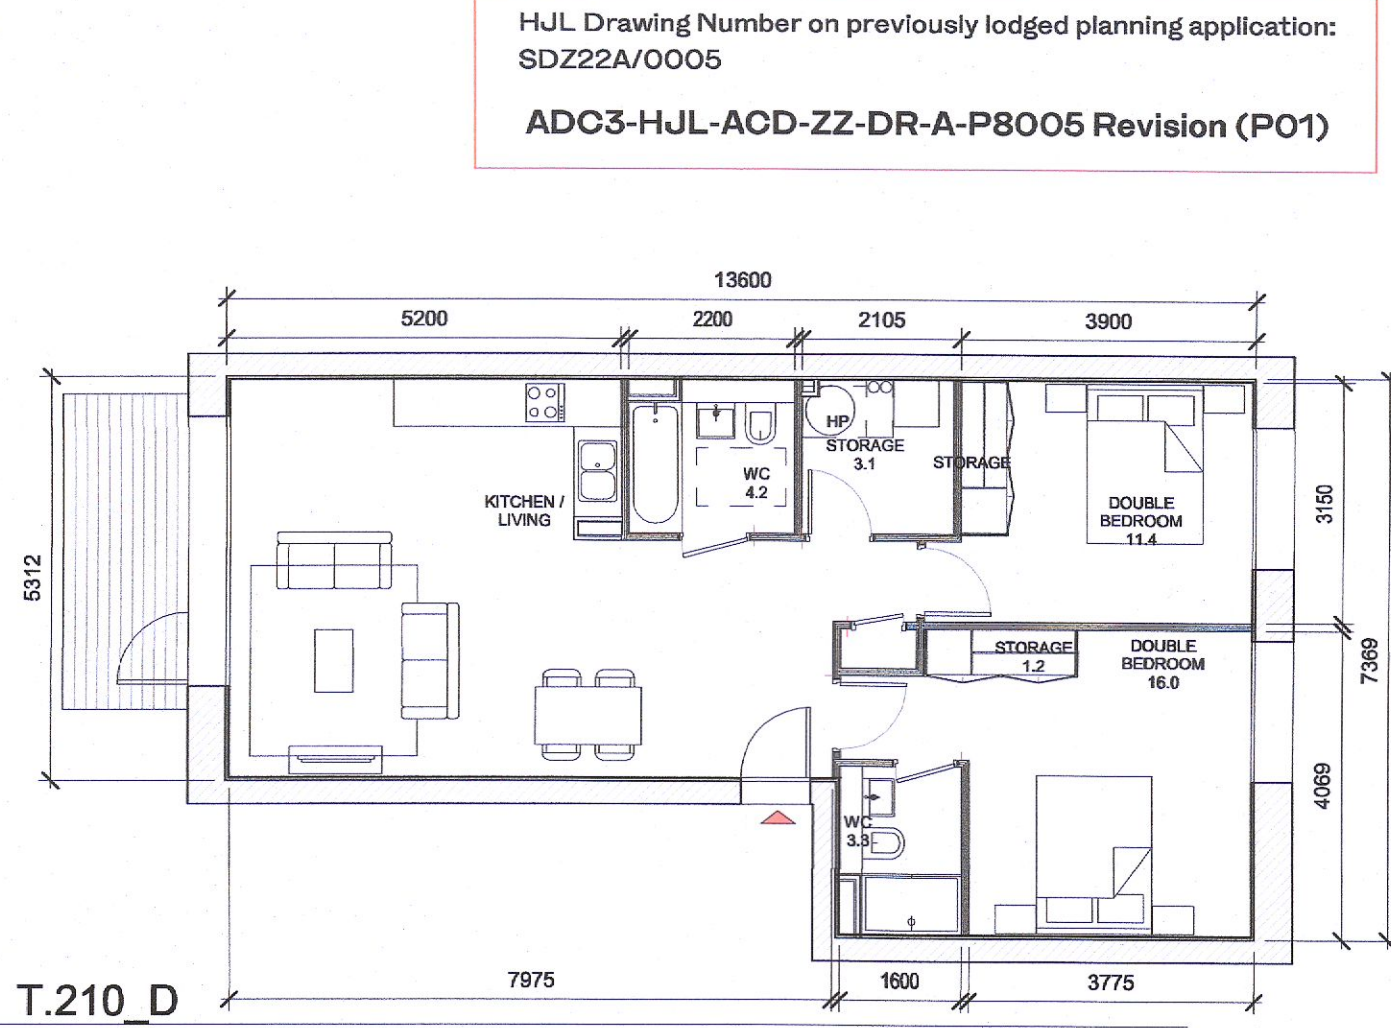 HJL Drawing Number on previously lodged planning application:
SDZ22A/0005
ADC3-HJL-ACD-ZZ-DR-A-P8005 Revision (P01)
13600
5200
2200
2105
3900
HP
STORAGE
3.1
STORAGE
WC
4.2
KITCHEN /
LIVING
DOUBLE
BEDROOM
11.4
3150
5312
STORAGE
1.2
DOUBLE
BEDROOM
16.0
7369
4069
WC
3.3
7975
1600
3775
T.210_D